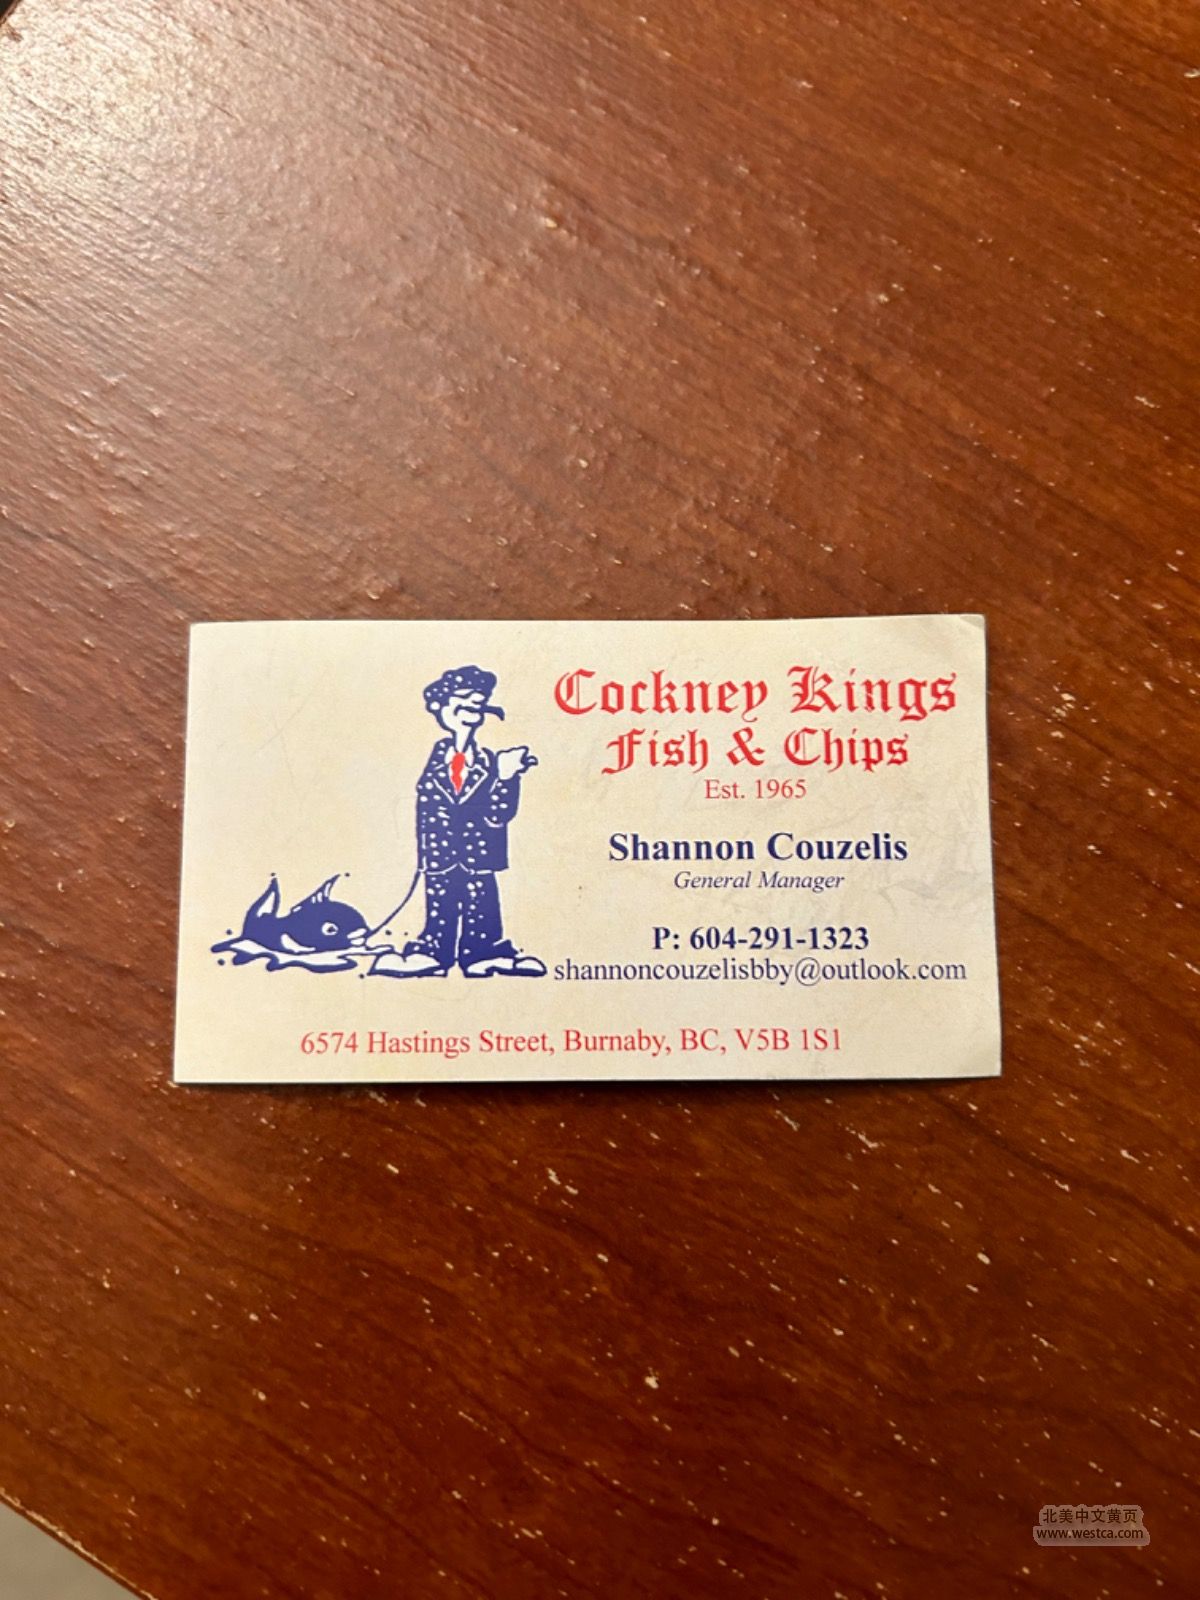 Cockney Kings
Fish & Chips
Est. 1965
Shannon Couzelis
General Manager
P: 604-291-1323
shannoncouzelisbby@outlook.com
6574 Hastings Street, Burnaby, BC, V5B 1S1
北美中文黄页
www.westca.com